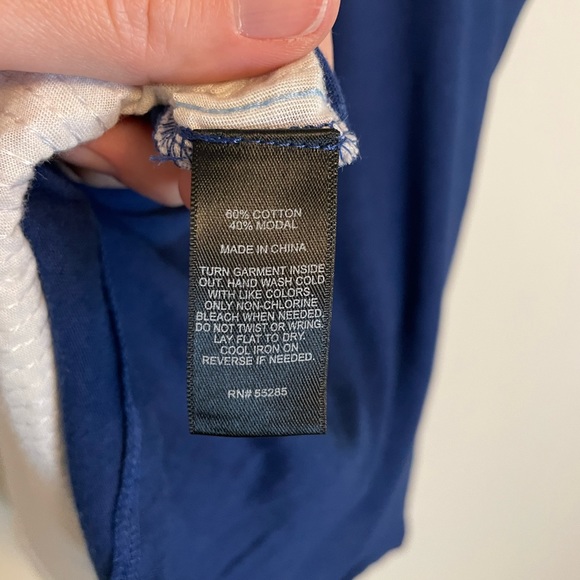 60% COTTON
40% MODAL
MADE IN CHINA
TURN GARMENT INSIDE
OUT. HAND WASH COLD
WITH LIKE COLORS.
ONLY NON-CHLORINE
BLEACH WHEN NEEDED.
DO NOT TWIST OR WRING.
LAY FLAT TO DRY.
COOL IRON ON
REVERSE IF NEEDED.
RN# 55285